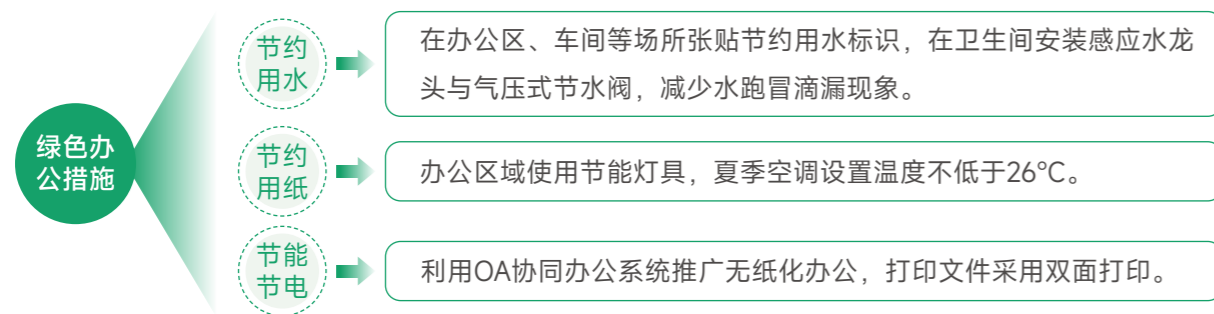 绿色办
公措施
节约
用水
在办公区、车间等场所张贴节约用水标识，在卫生间安装感应水龙
头与气压式节水阀，减少水跑冒滴漏现象。
节约
用纸
办公区域使用节能灯具，夏季空调设置温度不低于26℃。
节能
节电
利用OA协同办公系统推广无纸化办公，打印文件采用双面打印。